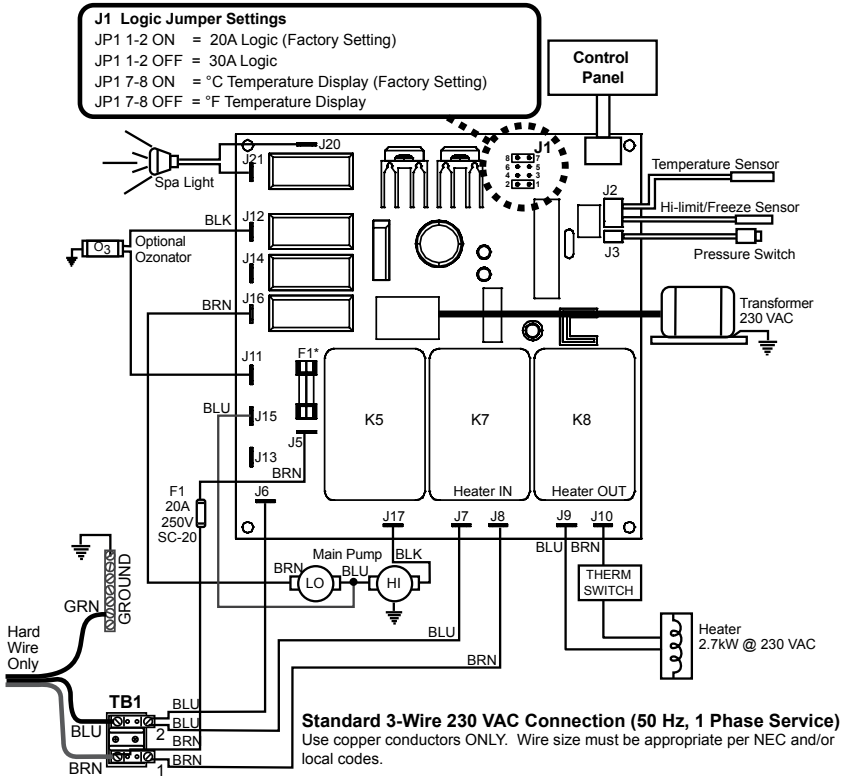 J1 Logic Jumper Settings
JP1 1-2 ON = 20A Logic (Factory Setting)
JP1 1-2 OFF = 30A Logic
JP1 7-8 ON = °C Temperature Display (Factory Setting)
JP1 7-8 OFF = °F Temperature Display
Control
Panel
J1
8 7
6 5
4 3
2 1
J20
J21
Spa Light
Temperature Sensor
J2
Hi-limit/Freeze Sensor
J3
Pressure Switch
BLK
J12
O3
Optional
Ozonator
J14
J16
BRN
Transformer
230 VAC
J11
F1*
BLU
J15
J5
J13
BRN
K5
K7
K8
Heater IN
Heater OUT
F1
20A
250V
SC-20
J6
J17
J7
J8
J9
J10
BLU
BRN
Main Pump
BLK
BRN
LO
BLU
HI
THERM
SWITCH
GROUND
GRN
Hard
Wire
Only
BLU
BRN
Heater
2.7kW @ 230 VAC
TB1
BLU
BLU
BLU
2
BRN
BRN
BRN
1
Standard 3-Wire 230 VAC Connection (50 Hz, 1 Phase Service)
Use copper conductors ONLY. Wire size must be appropriate per NEC and/or
local codes.